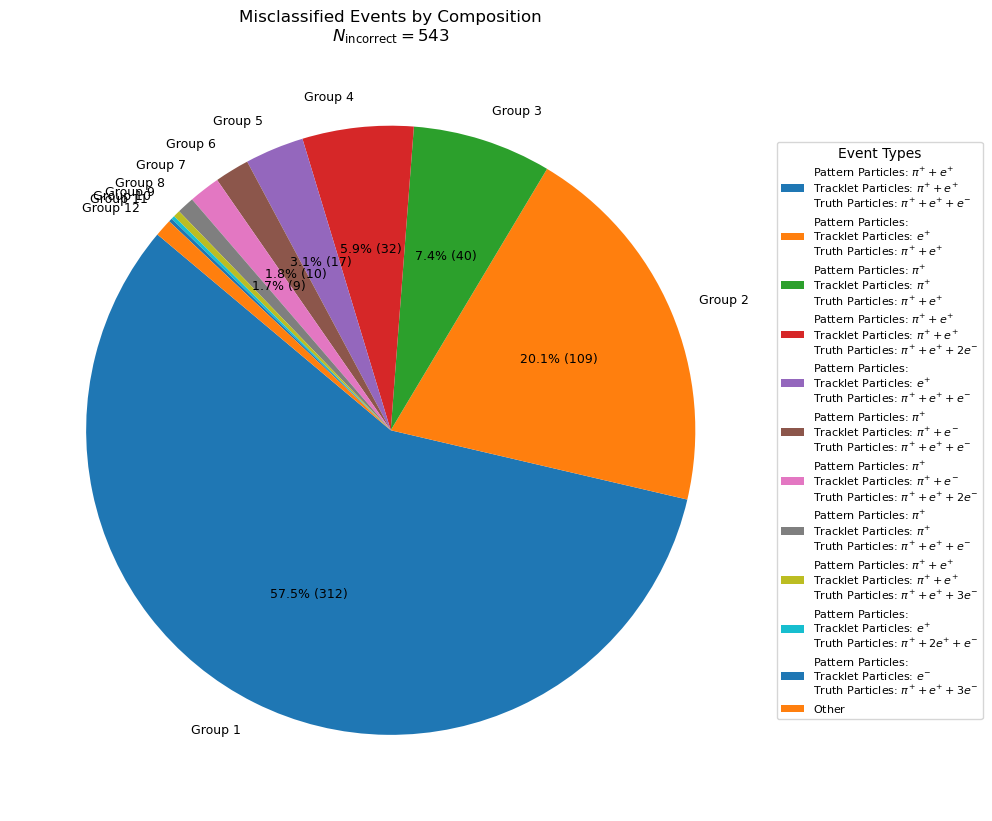 Misclassified Events by Composition
N_incorrect = 543
Group 4
Group 3
Group 5
Group 6
Group 7
Group 8
Group 9
Group 10
Group 11
Group 12
Group 2
Group 1
5.9% (32)
7.4% (40)
3.1% (17)
1.8% (10)
1.7% (9)
20.1% (109)
57.5% (312)
Event Types
Pattern Particles: π⁺ + e⁺
Tracklet Particles: π⁺ + e⁺
Truth Particles: π⁺ + e⁺ + e⁻
Pattern Particles:
Tracklet Particles: e⁺
Truth Particles: π⁺ + e⁺
Pattern Particles: π⁺
Tracklet Particles: π⁺
Truth Particles: π⁺ + e⁺
Pattern Particles: π⁺ + e⁺
Tracklet Particles: π⁺ + e⁺
Truth Particles: π⁺ + e⁺ + 2e⁻
Pattern Particles:
Tracklet Particles: e⁺
Truth Particles: π⁺ + e⁺ + e⁻
Pattern Particles: π⁺
Tracklet Particles: π⁺ + e⁻
Truth Particles: π⁺ + e⁺ + e⁻
Pattern Particles: π⁺
Tracklet Particles: π⁺ + e⁻
Truth Particles: π⁺ + e⁺ + 2e⁻
Pattern Particles: π⁺
Tracklet Particles: π⁺
Truth Particles: π⁺ + e⁺ + e⁻
Pattern Particles: π⁺ + e⁺
Tracklet Particles: π⁺ + e⁺
Truth Particles: π⁺ + e⁺ + 3e⁻
Pattern Particles:
Tracklet Particles: e⁺
Truth Particles: π⁺ + 2e⁺ + e⁻
Pattern Particles:
Tracklet Particles: e⁻
Truth Particles: π⁺ + e⁺ + 3e⁻
Other